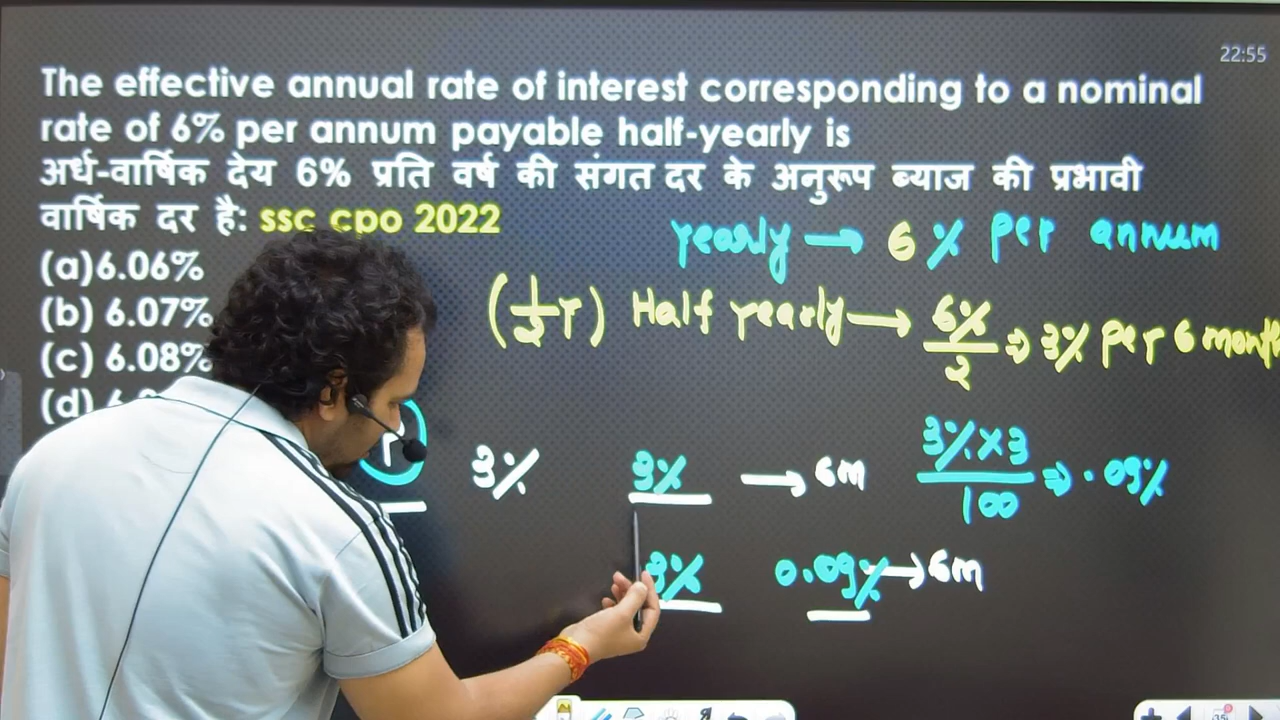 22:55
The effective annual rate of interest corresponding to a nominal
rate of 6% per annum payable half-yearly is
अर्ध-वार्षिक देय 6% प्रति वर्ष की संगत दर के अनुरूप ब्याज की प्रभावी
वार्षिक दर है: ssc cpo 2022
yearly → 6% Per annum
(a)6.06%
(1/2 r) Half yearly → 6%/2 ⇒ 3% Per 6 month
(b) 6.07%
(c) 6.08%
(d)
3% 3% → 6m 3%×3/100 ⇒ .09%
3% 0.09% → 6m